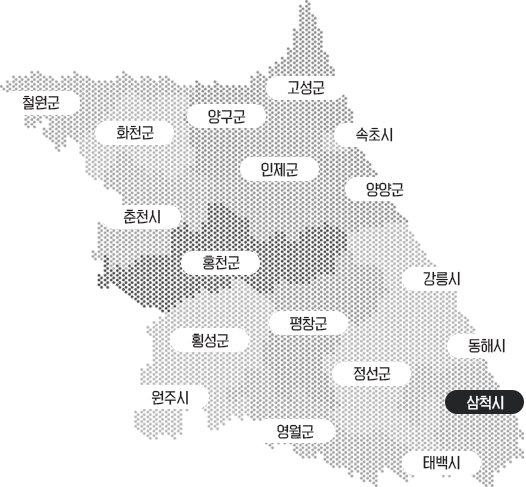 고성군
철원군
양구군
화천군
속초시
인제군
양양군
춘천시
홍천군
강릉시
평창군
횡성군
동해시
정선군
원주시
삼척시
영월군
태백시